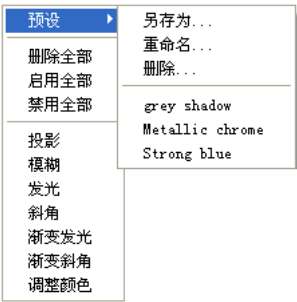 预设
删除全部
启用全部
禁用全部
投影
模糊
发光
斜角
渐变发光
渐变斜角
调整颜色
另存为...
重命名...
删除...
grey shadow
Metallic chrome
Strong blue